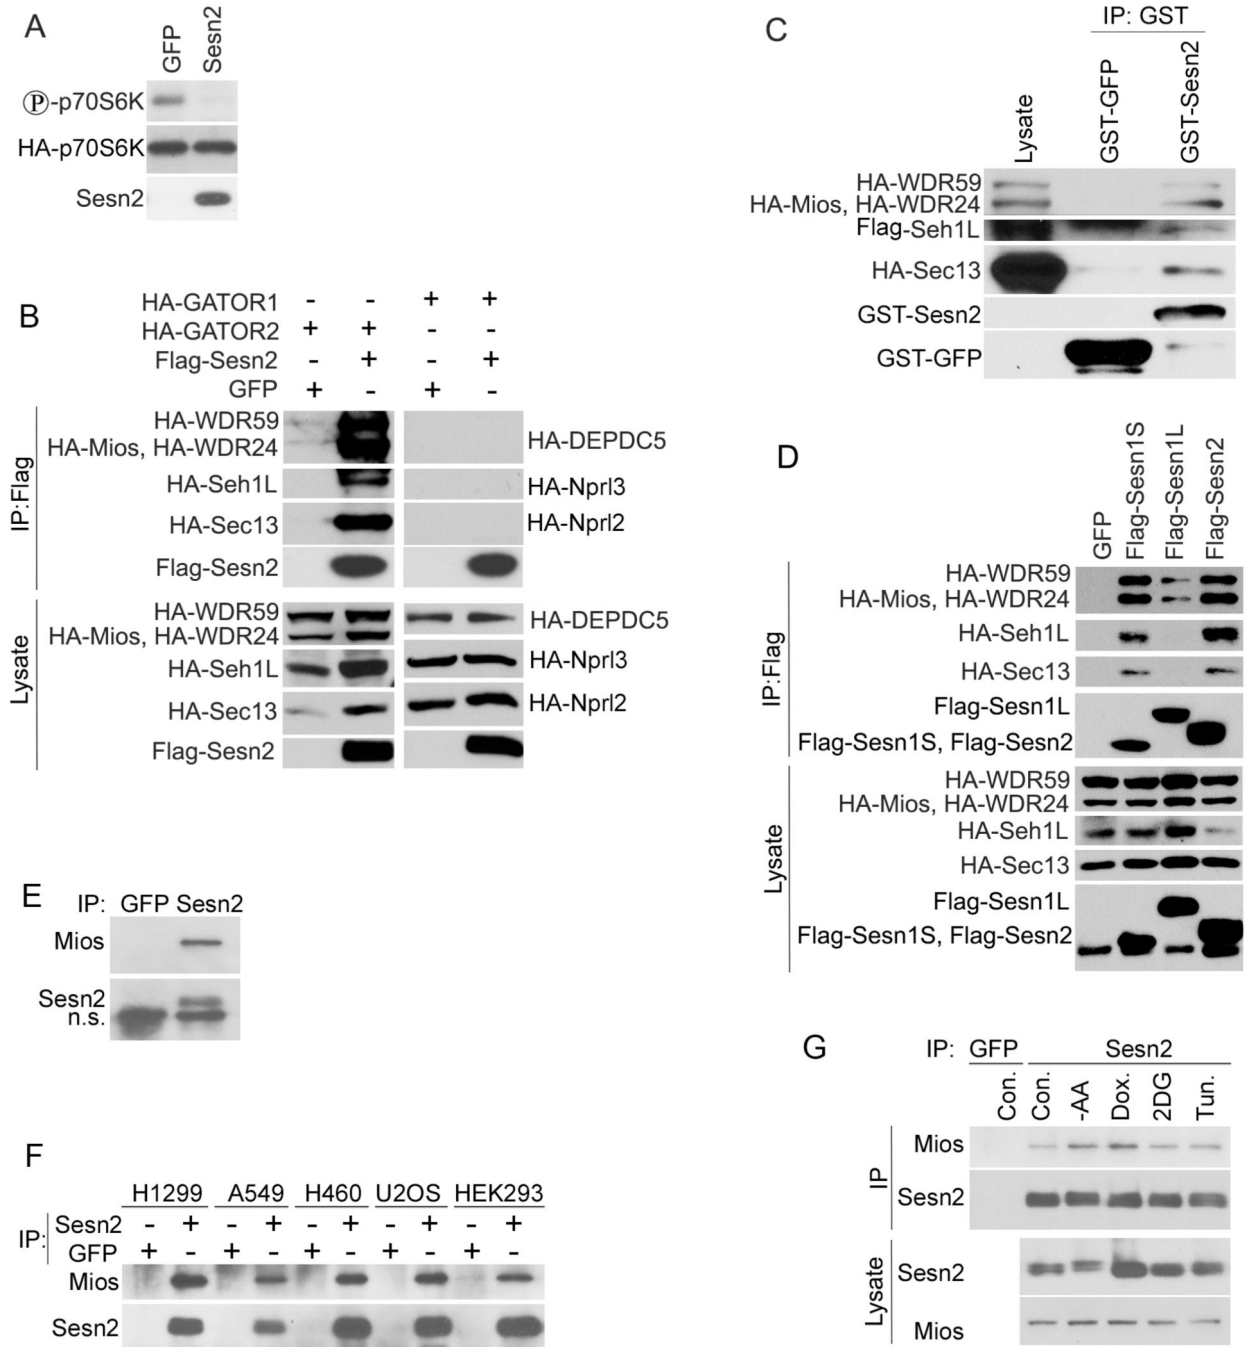 A
GFP
Sesn2
Ⓟ-p70S6K
HA-p70S6K
Sesn2
B
HA-GATOR1 - - + +
HA-GATOR2 + + - -
Flag-Sesn2 - + - +
GFP + - + -
IP:Flag
HA-WDR59
HA-Mios, HA-WDR24
HA-DEPDC5
HA-Seh1L
HA-Nprl3
HA-Sec13
HA-Nprl2
Flag-Sesn2
Lysate
HA-WDR59
HA-Mios, HA-WDR24
HA-DEPDC5
HA-Seh1L
HA-Nprl3
HA-Sec13
HA-Nprl2
Flag-Sesn2
C
IP: GST
Lysate
GST-GFP
GST-Sesn2
HA-WDR59
HA-Mios, HA-WDR24
Flag-Seh1L
HA-Sec13
GST-Sesn2
GST-GFP
D
GFP
Flag-Sesn1S
Flag-Sesn1L
Flag-Sesn2
IP:Flag
HA-WDR59
HA-Mios, HA-WDR24
HA-Seh1L
HA-Sec13
Flag-Sesn1L
Flag-Sesn1S, Flag-Sesn2
Lysate
HA-WDR59
HA-Mios, HA-WDR24
HA-Seh1L
HA-Sec13
Flag-Sesn1L
Flag-Sesn1S, Flag-Sesn2
E
IP: GFP Sesn2
Mios
Sesn2
n.s.
F
H1299 A549 H460 U2OS HEK293
IP:
Sesn2 - + - + - + - + - +
GFP + - + - + - + - + -
Mios
Sesn2
G
IP: GFP Sesn2
Con.
Con.
-AA
Dox.
2DG
Tun.
IP
Mios
Sesn2
Lysate
Sesn2
Mios